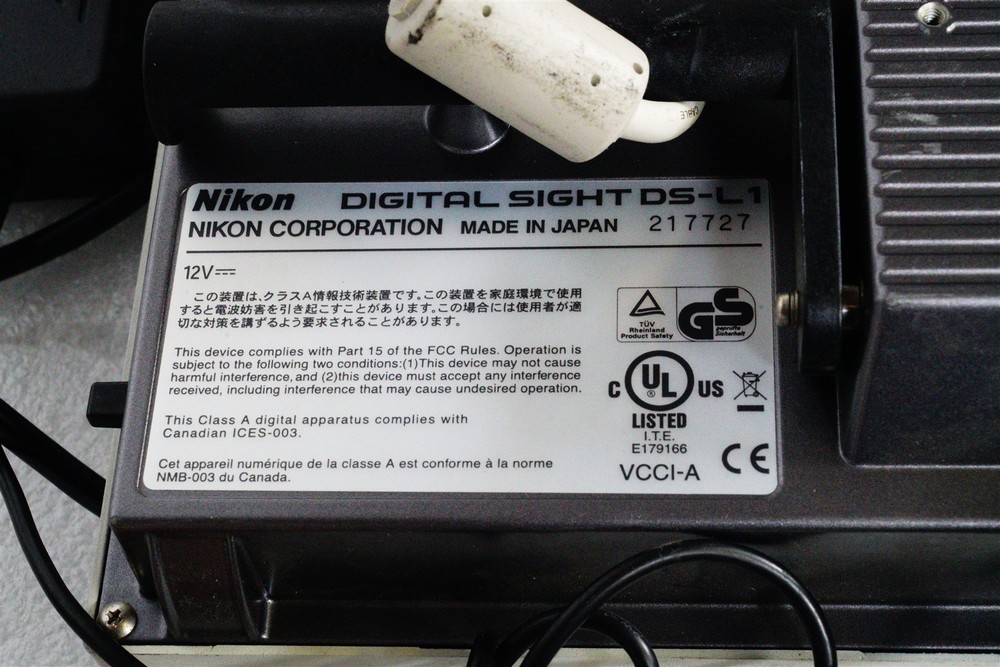 CABLE
Nikon DIGITAL SIGHT DS-L1
NIKON CORPORATION MADE IN JAPAN 217727
12V⎓
この装置は、クラスA情報技術装置です。この装置を家庭環境で使用
すると電波妨害を引き起こすことがあります。この場合には使用者が適
切な対策を講ずるよう要求されることがあります。
This device complies with Part 15 of the FCC Rules. Operation is
subject to the following two conditions:(1)This device may not cause
harmful interference, and (2)this device must accept any interference
received, including interference that may cause undesired operation.
This Class A digital apparatus complies with
Canadian ICES-003.
Cet appareil numérique de la classe A est conforme à la norme
NMB-003 du Canada.
TÜV
Rheinland
Product Safety
GS
geprüfte
Sicherheit
C UL ® US
LISTED
I.T.E.
E179166
VCCI-A
CE